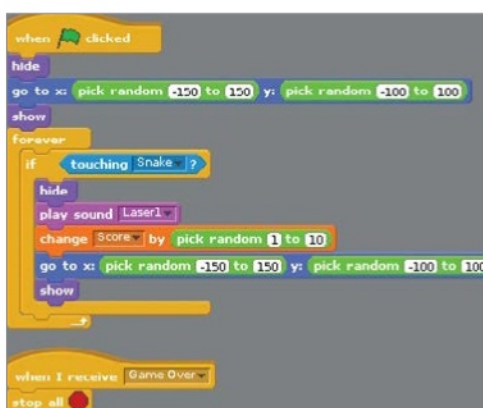 when clicked
hide
go to x: pick random -150 to 150 y: pick random -100 to 100
show
forever
if touching Snake ?
hide
play sound Laser1
change Score by pick random 1 to 10
go to x: pick random -150 to 150 y: pick random -100 to 100
show
when I receive Game Over
stop all